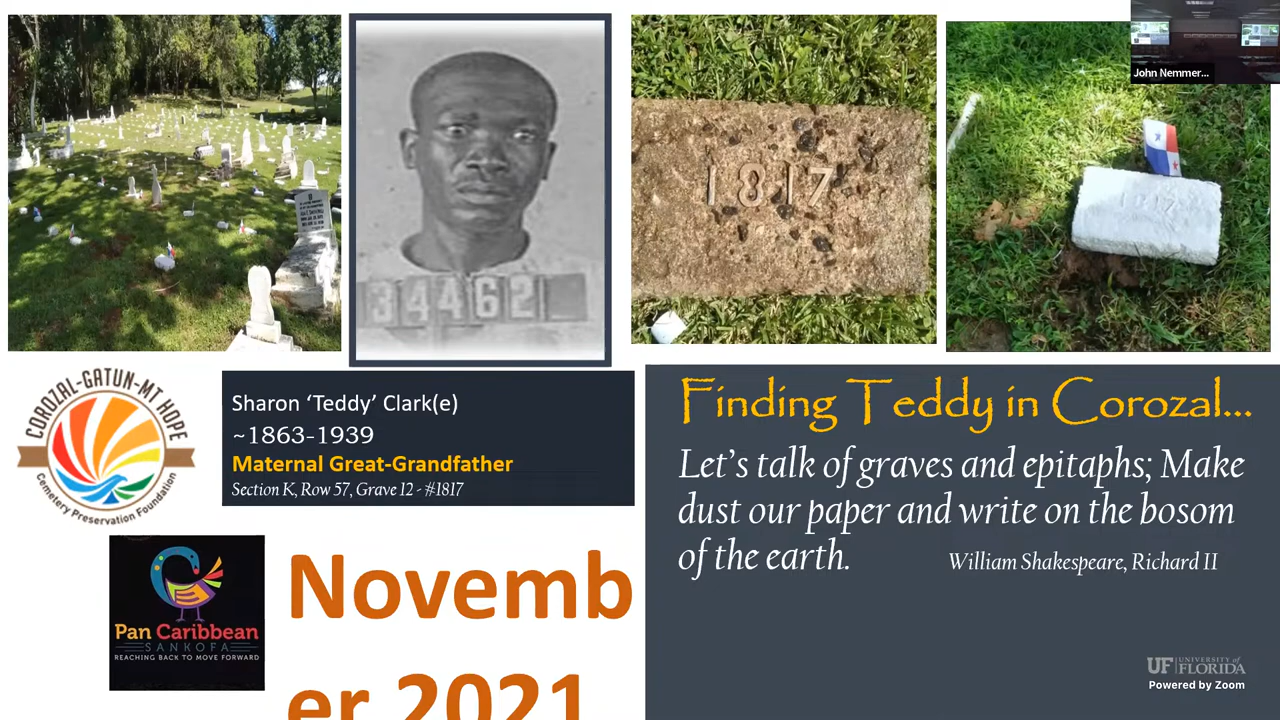 John Nemmer...
34462
1817
1817
COROZAL-GATUN-MT HOPE
Cemetery Preservation Foundation
Sharon ‘Teddy’ Clark(e)
~1863-1939
Maternal Great-Grandfather
Section K, Row 57, Grave 12 - #1817
Finding Teddy in Corozal...
Let’s talk of graves and epitaphs; Make
dust our paper and write on the bosom
of the earth.
William Shakespeare, Richard II
Pan Caribbean
SANKOFA
REACHING BACK TO MOVE FORWARD
Novemb
er 2021
UF UNIVERSITY of FLORIDA
Powered by Zoom